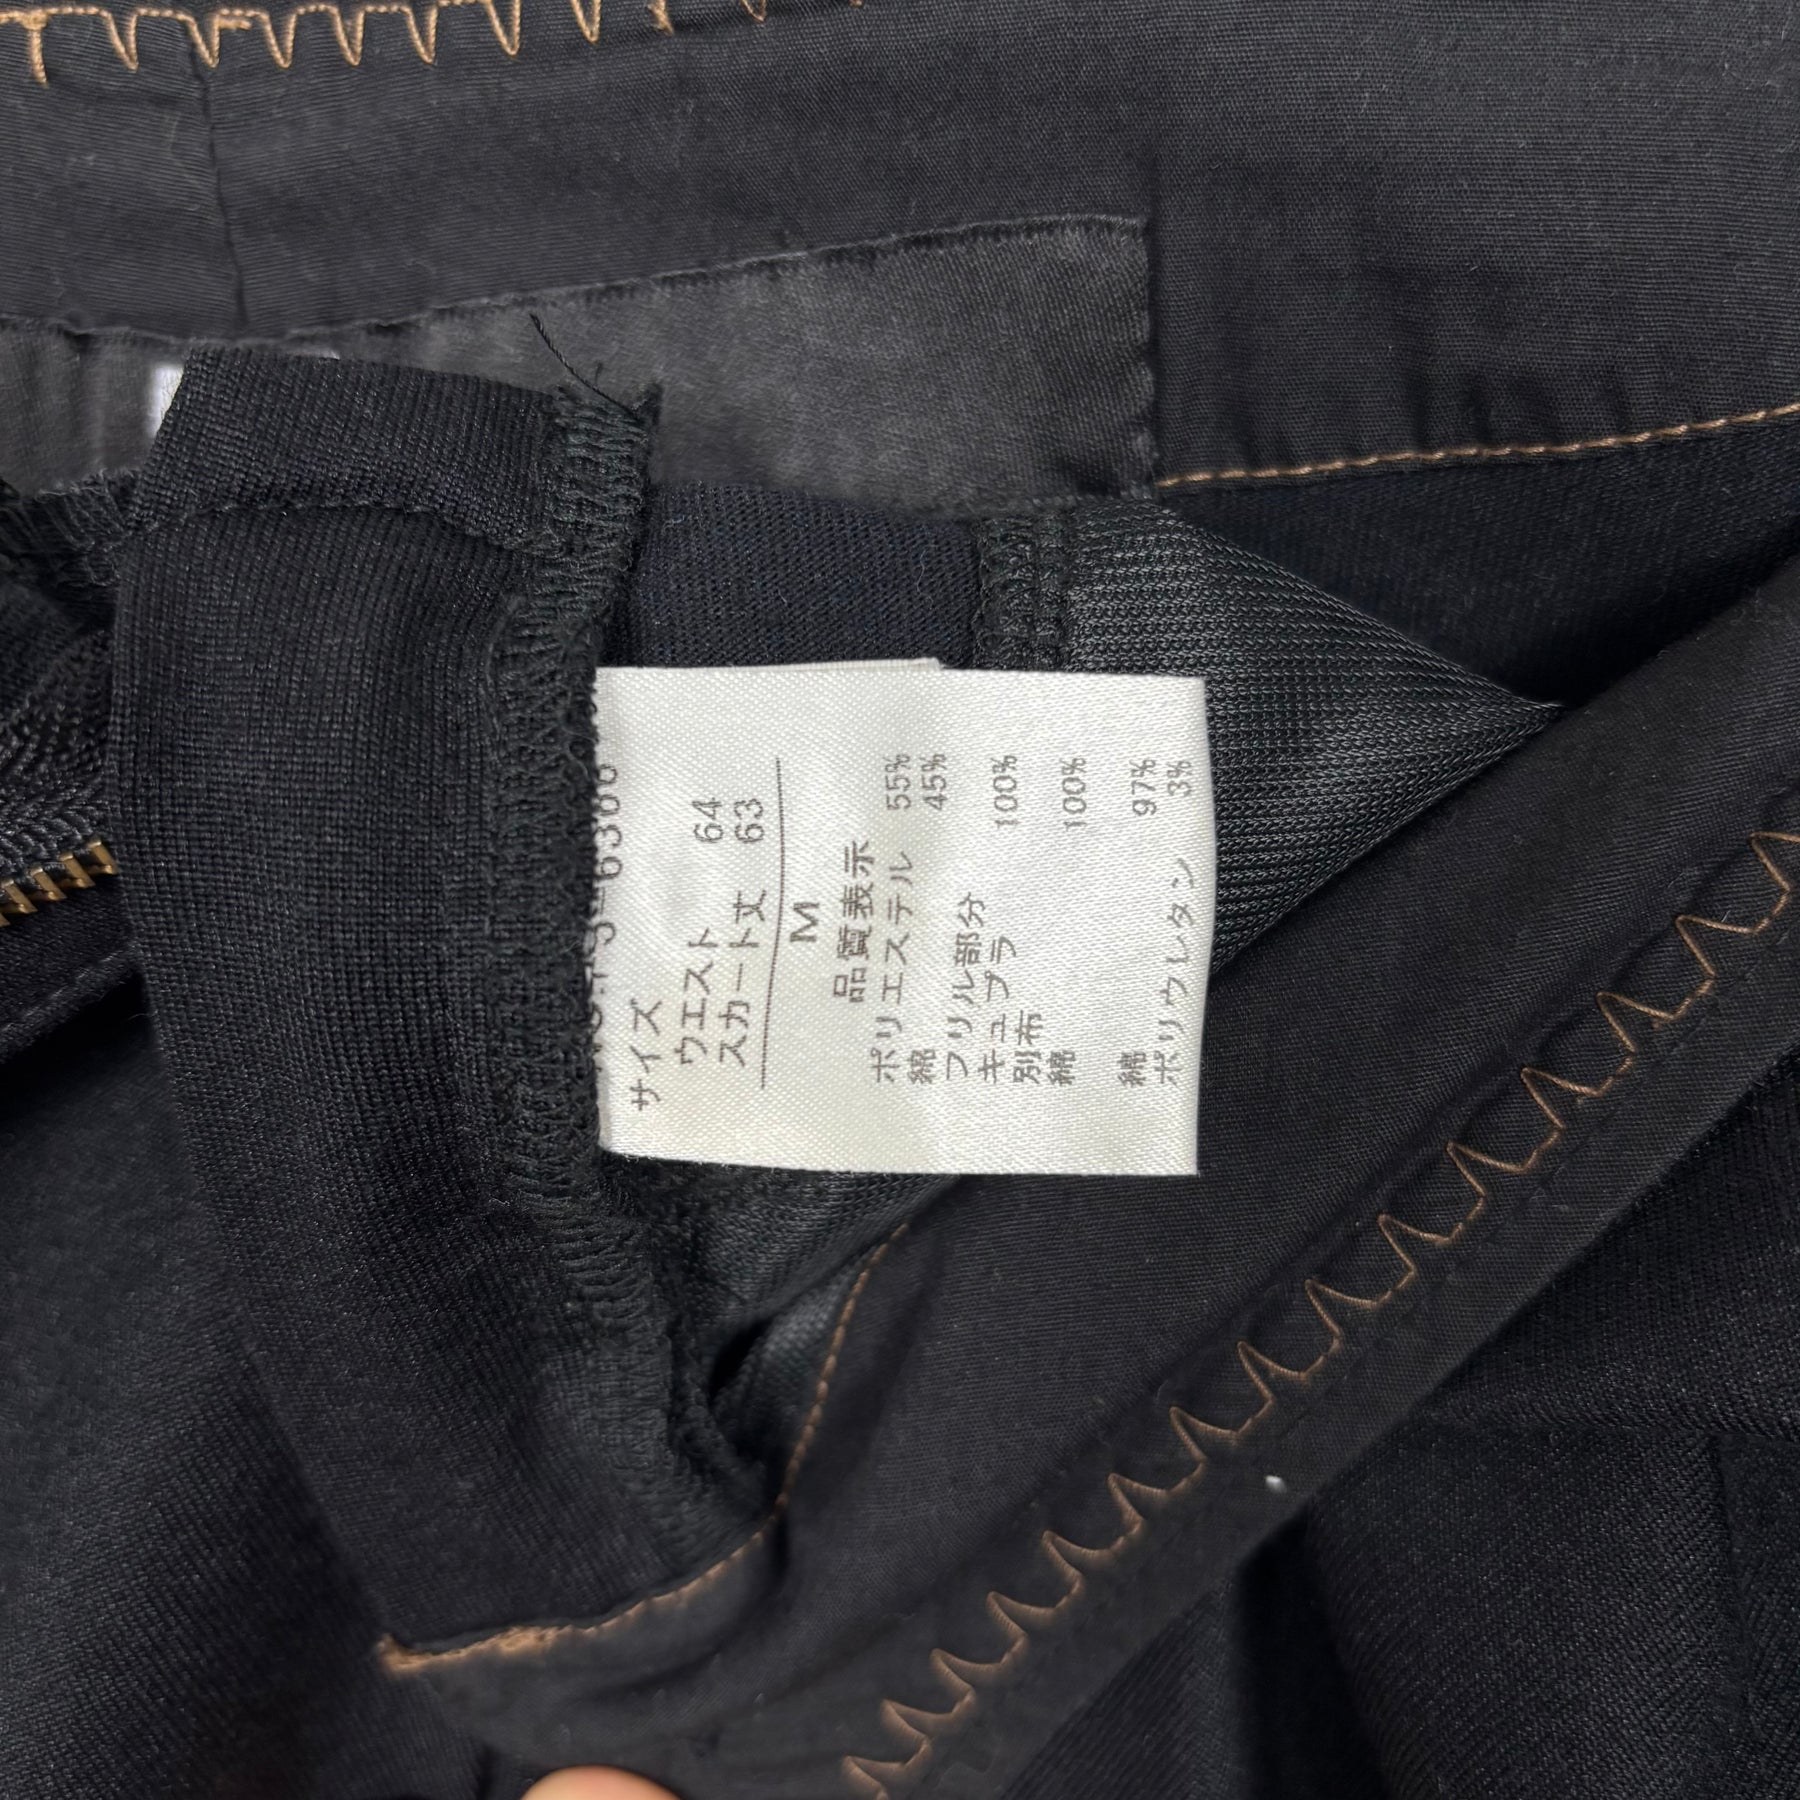 サイズ
ウエスト 64
スカート丈 63
M
品質表示
ポリエステル 55%
綿 45%
フリル部分
キュプラ 100%
別布
綿 100%
綿 97%
ポリウレタン 3%